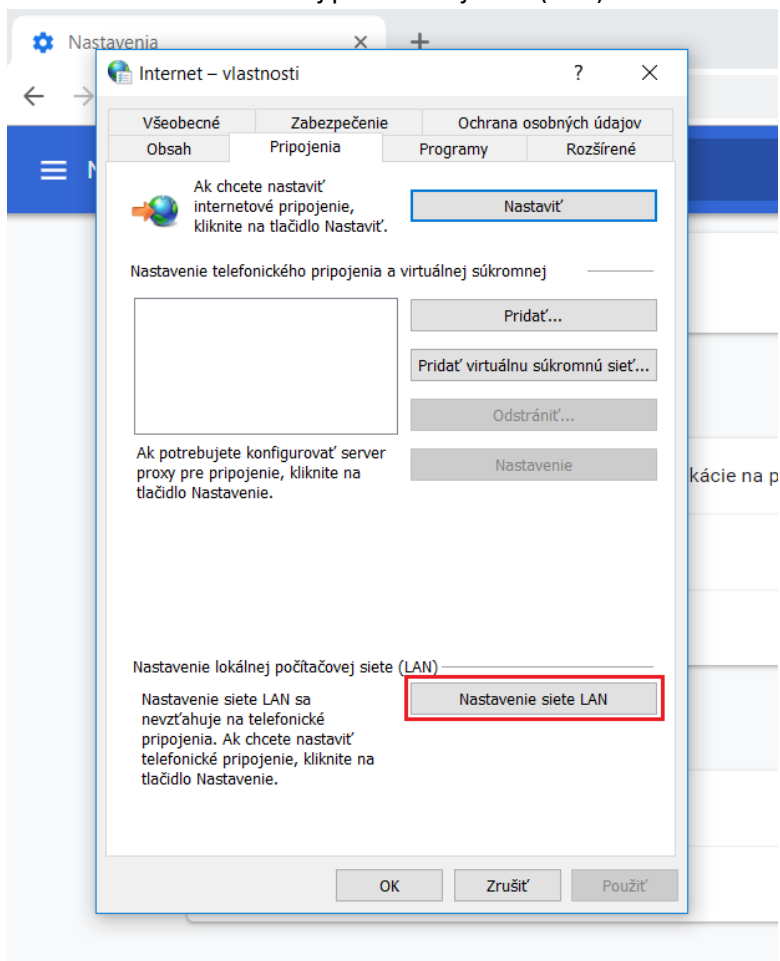 Nastavenia
Internet – vlastnosti
Všeobecné Zabezpečenie Ochrana osobných údajov
Obsah Pripojenia Programy Rozšírené
Ak chcete nastaviť
internetové pripojenie,
kliknite na tlačidlo Nastaviť.
Nastaviť
Nastavenie telefonického pripojenia a virtuálnej súkromnej
Pridať...
Pridať virtuálnu súkromnú sieť...
Odstrániť...
Ak potrebujete konfigurovať server
proxy pre pripojenie, kliknite na
tlačidlo Nastavenie.
Nastavenie
kácie na p
Nastavenie lokálnej počítačovej siete (LAN)
Nastavenie siete LAN sa
nevzťahuje na telefonické
pripojenia. Ak chcete nastaviť
telefonické pripojenie, kliknite na
tlačidlo Nastavenie.
Nastavenie siete LAN
OK Zrušiť Použiť